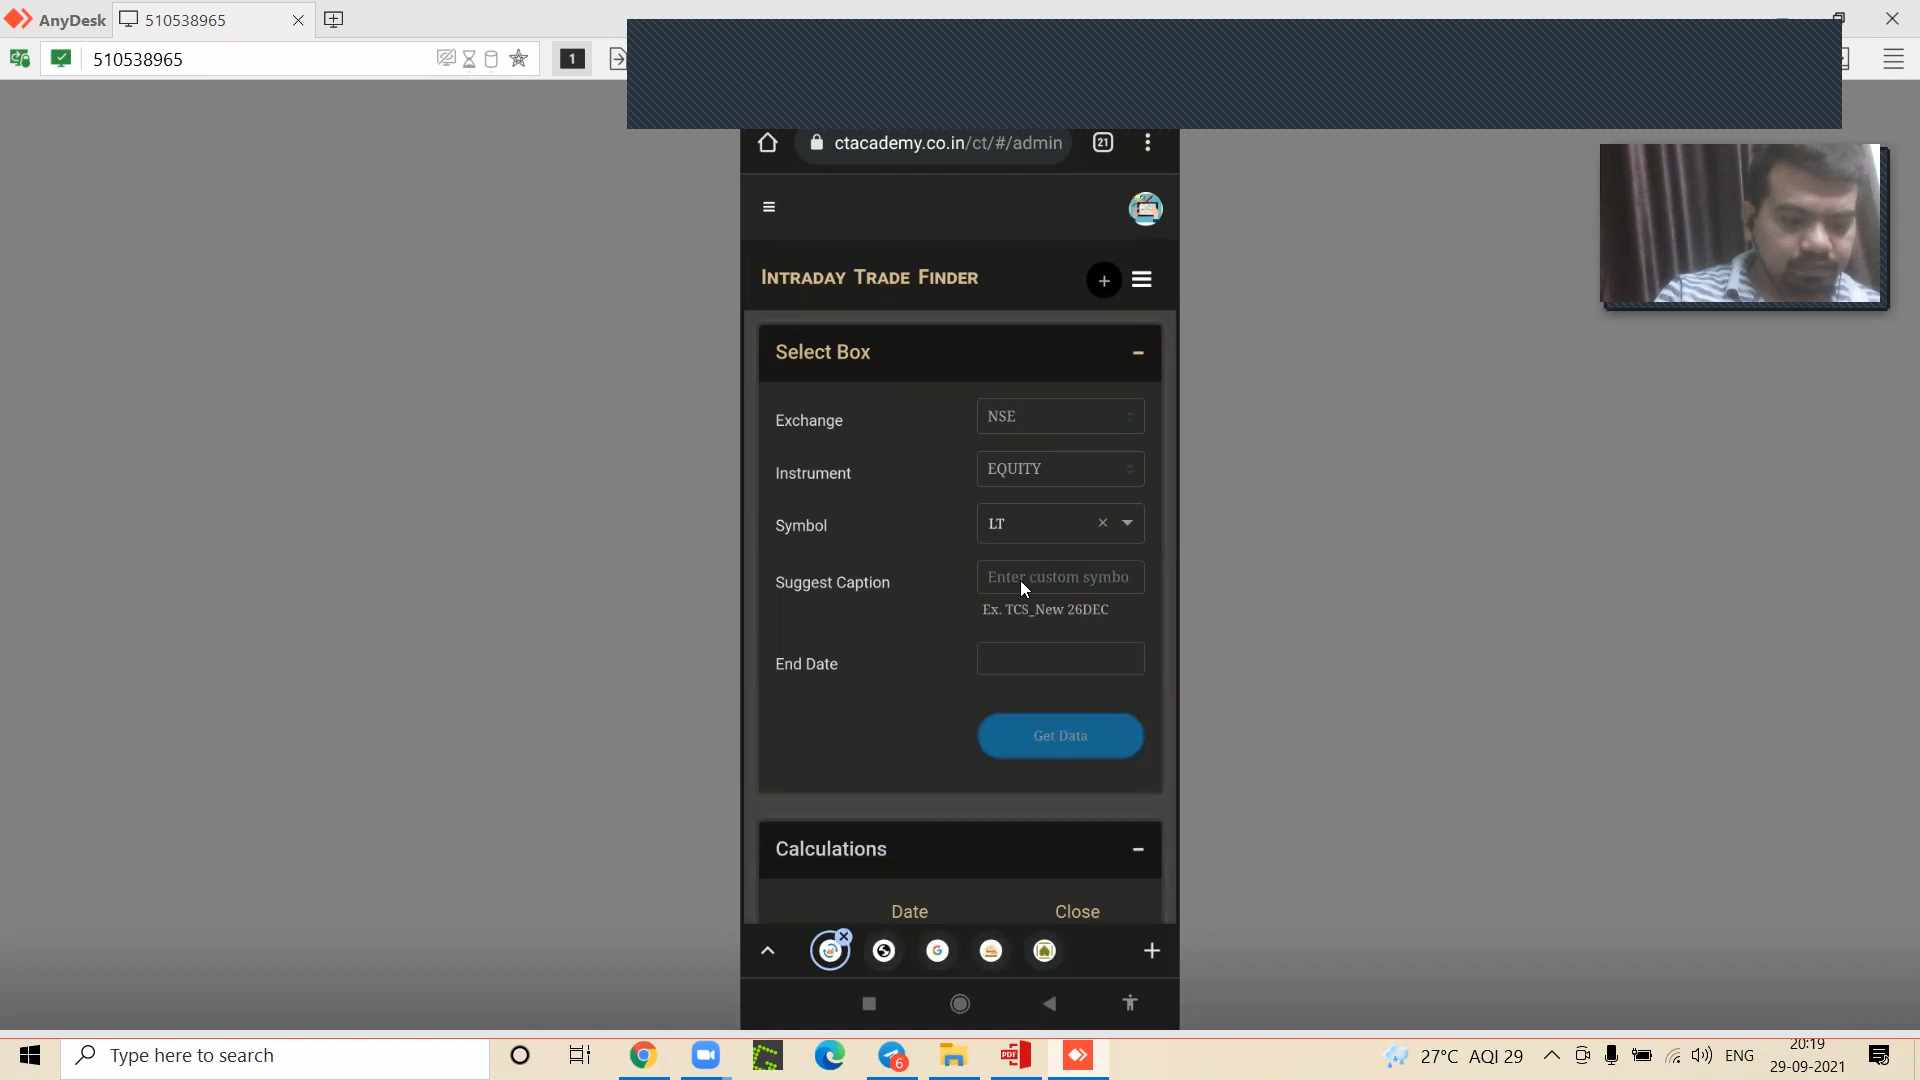 AnyDesk
510538965
510538965
1
ctacademy.co.in/ct/#/admin
21
INTRADAY TRADE FINDER
Select Box
Exchange
NSE
Instrument
EQUITY
Symbol
LT
Suggest Caption
Enter custom symbo
Ex. TCS_New 26DEC
End Date
Get Data
Calculations
Date
Close
Type here to search
6
PDF
27°C AQI 29
ENG
20:19
29-09-2021